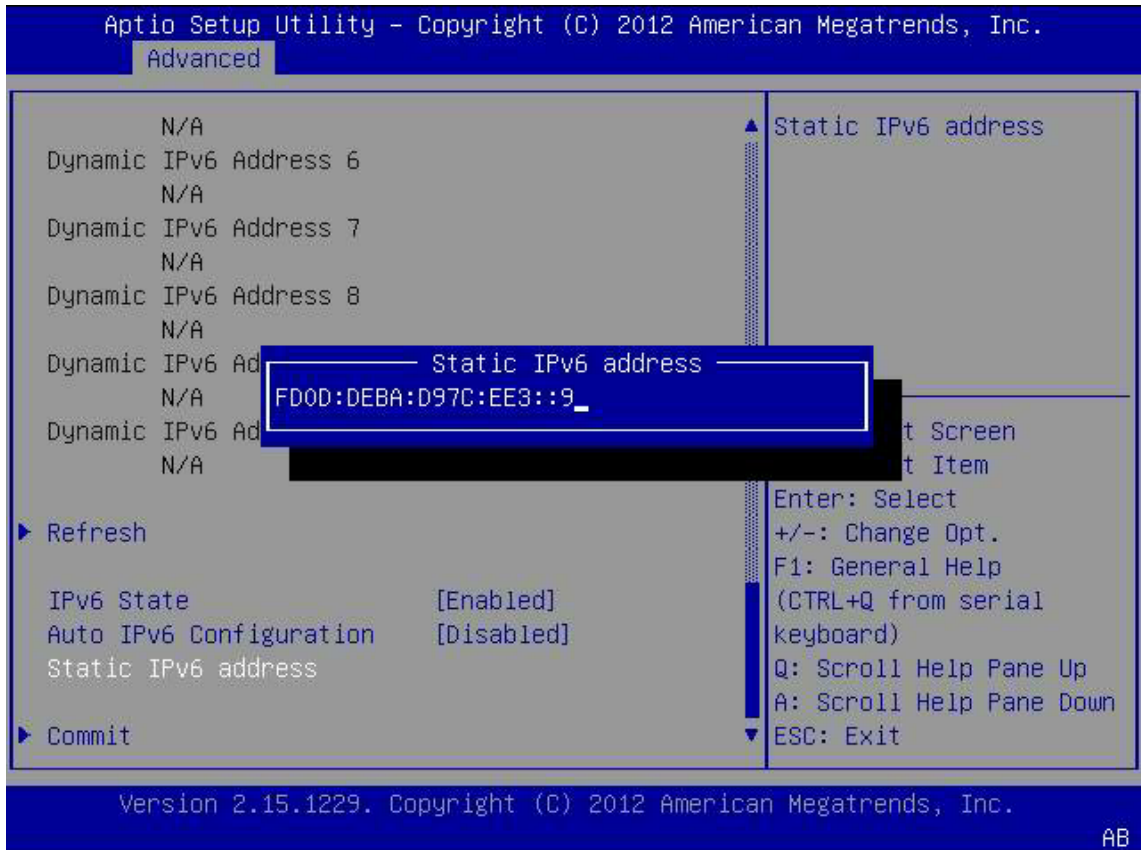 Aptio Setup Utility – Copyright (C) 2012 American Megatrends, Inc.
Advanced
N/A
Dynamic IPv6 Address 6
N/A
Dynamic IPv6 Address 7
N/A
Dynamic IPv6 Address 8
N/A
Dynamic IPv6 Ad
N/A
Dynamic IPv6 Ad
N/A
Static IPv6 address
FD0D:DEBA:D97C:EE3::9_
▶ Refresh
IPv6 State [Enabled]
Auto IPv6 Configuration [Disabled]
Static IPv6 address
▶ Commit
Static IPv6 address
t Screen
t Item
Enter: Select
+/-: Change Opt.
F1: General Help
(CTRL+Q from serial
keyboard)
Q: Scroll Help Pane Up
A: Scroll Help Pane Down
ESC: Exit
Version 2.15.1229. Copyright (C) 2012 American Megatrends, Inc.
AB